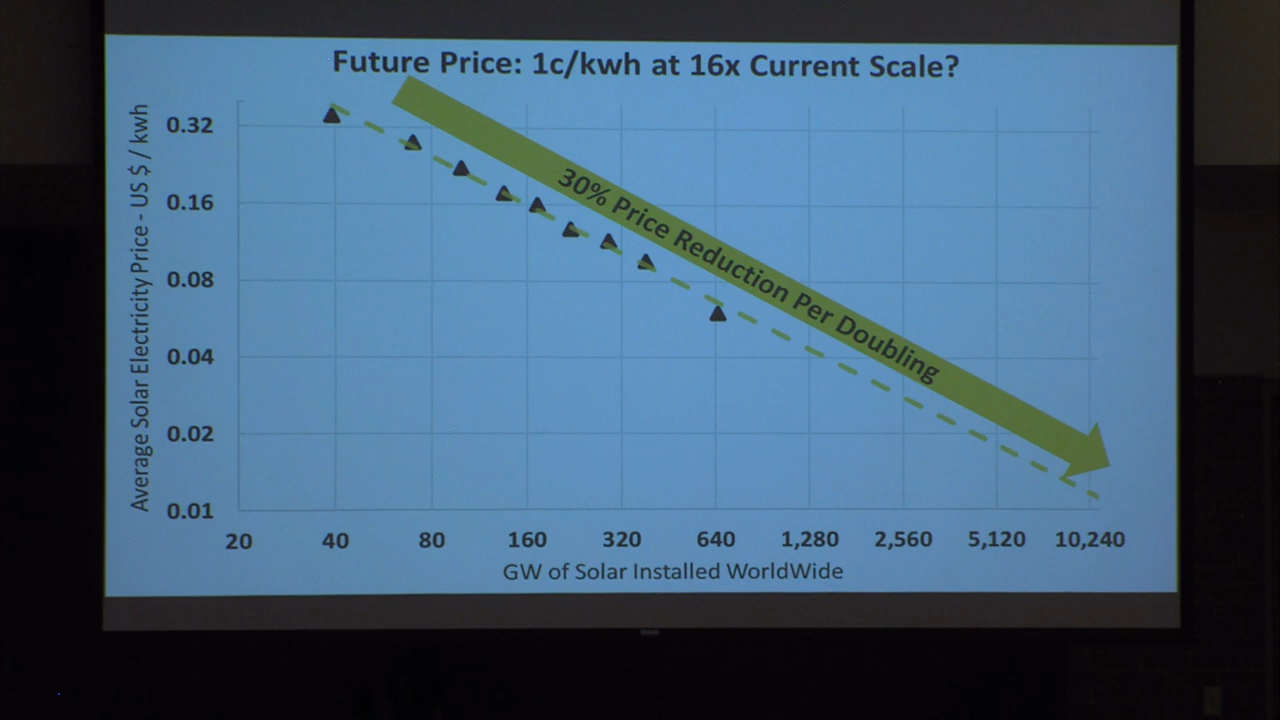 Future Price: 1c/kwh at 16x Current Scale?
Average Solar Electricity Price - US $ / kwh
0.32
0.16
0.08
0.04
0.02
0.01
30% Price Reduction Per Doubling
20 40 80 160 320 640 1,280 2,560 5,120 10,240
GW of Solar Installed WorldWide